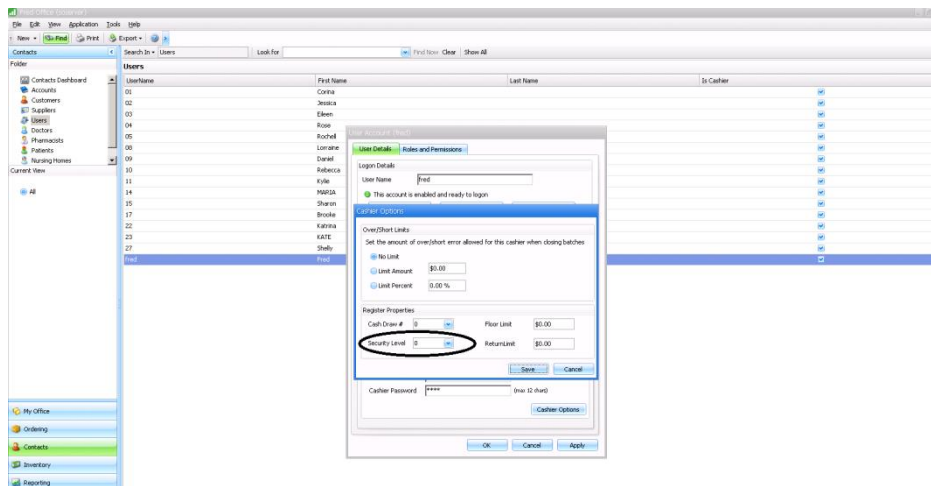 Fred Office
File Edit View Application Tools Help
New Find Print Export
Contacts Search In Users Look for Find Now Clear Show All
Folder
Users
UserName First Name Last Name Is Cashier
Contacts Dashboard
Accounts
Customers
Suppliers
Users
Doctors
Pharmacists
Patients
Nursing Homes
Current View
All
01 Corina
02 Jessica
03 Eileen
04 Rose
05 Rochell
08 Lorraine
09 Daniel
10 Rebecca
11 Kylie
14 MARIA
15 Sharon
17 Brooke
22 Katrina
23 KATE
27 Shelly
fred Fred
User Account (fred)
User Details Roles and Permissions
Logon Details
User Name fred
This account is enabled and ready to logon
Cashier Options
Over/Short Limits
Set the amount of over/short error allowed for this cashier when closing batches
No Limit
Limit Amount $0.00
Limit Percent 0.00 %
Register Properties
Cash Draw # 0 Floor Limit $0.00
Security Level 0 ReturnLimit $0.00
Save Cancel
Cashier Password **** (max 12 chars)
Cashier Options
OK Cancel Apply
My Office
Ordering
Contacts
Inventory
Reporting